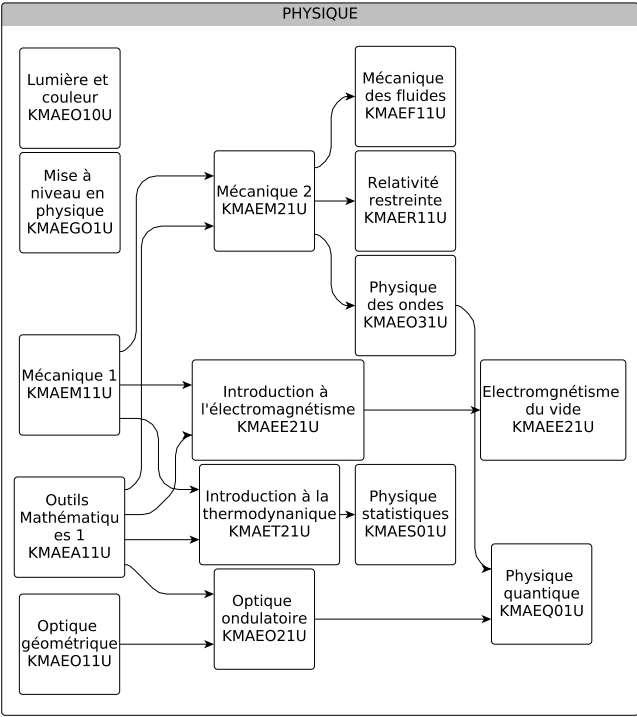 PHYSIQUE
Lumière et
couleur
KMAEO10U
Mise à
niveau en
physique
KMAEGO1U
Mécanique 1
KMAEM11U
Outils
Mathématiqu
es 1
KMAEA11U
Optique
géométrique
KMAEO11U
Mécanique 2
KMAEM21U
Introduction à
l'électromagnétisme
KMAEE21U
Introduction à la
thermodynanique
KMAET21U
Optique
ondulatoire
KMAEO21U
Mécanique
des fluides
KMAEF11U
Relativité
restreinte
KMAER11U
Physique
des ondes
KMAEO31U
Physique
statistiques
KMAES01U
Electromgnétisme
du vide
KMAEE21U
Physique
quantique
KMAEQ01U